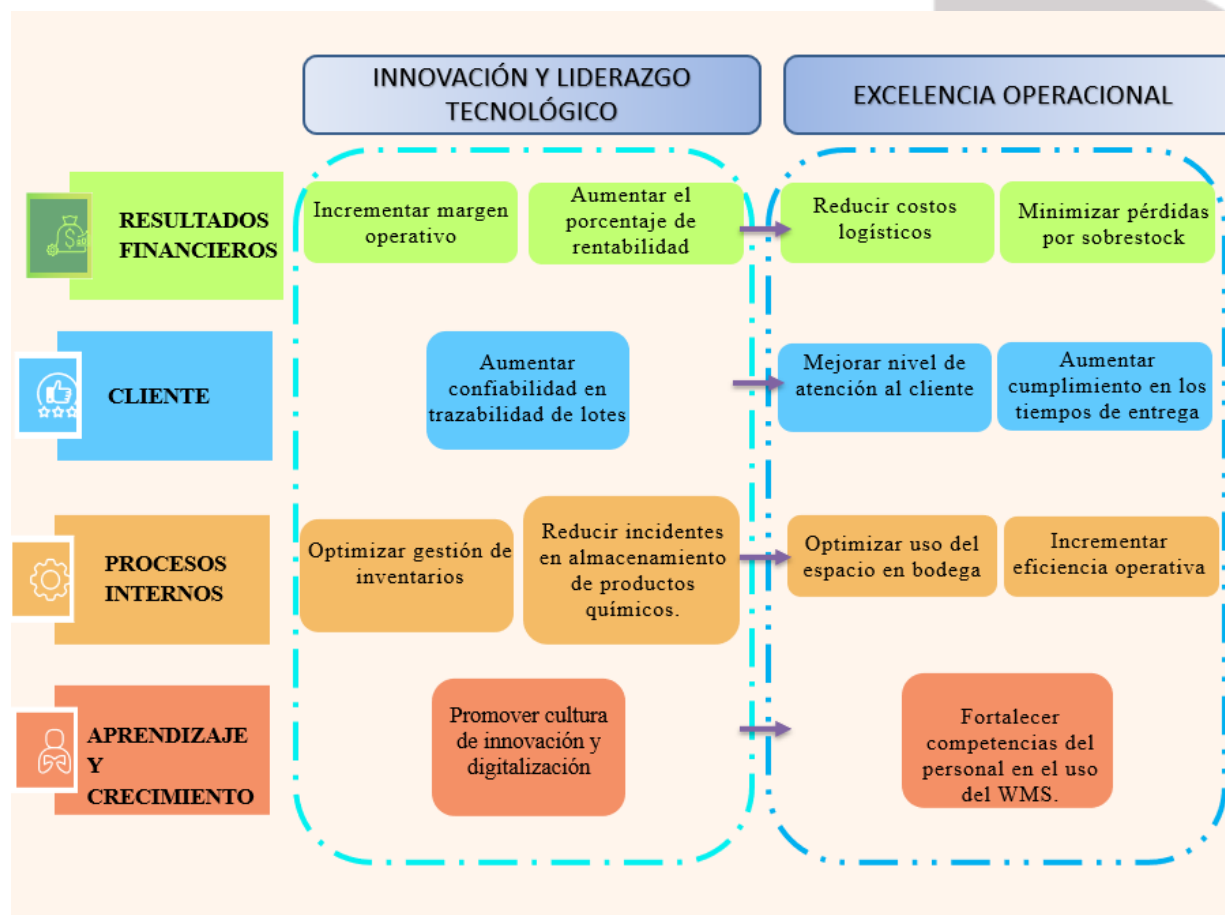 INNOVACIÓN Y LIDERAZGO
TECNOLÓGICO
EXCELENCIA OPERACIONAL
RESULTADOS
FINANCIEROS
Incrementar margen
operativo
Aumentar el
porcentaje de
rentabilidad
Reducir costos
logísticos
Minimizar pérdidas
por sobrestock
CLIENTE
Aumentar
confiabilidad en
trazabilidad de lotes
Mejorar nivel de
atención al cliente
Aumentar
cumplimiento en los
tiempos de entrega
PROCESOS
INTERNOS
Optimizar gestión de
inventarios
Reducir incidentes
en almacenamiento
de productos
químicos.
Optimizar uso del
espacio en bodega
Incrementar
eficiencia operativa
APRENDIZAJE
Y
CRECIMIENTO
Promover cultura
de innovación y
digitalización
Fortalecer
competencias del
personal en el uso
del WMS.